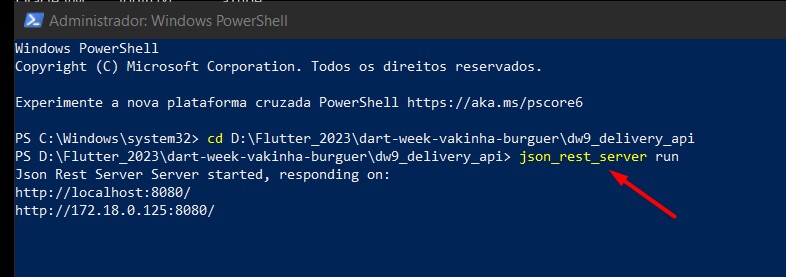 Administrador: Windows PowerShell
Windows PowerShell
Copyright (C) Microsoft Corporation. Todos os direitos reservados.
Experimente a nova plataforma cruzada PowerShell https://aka.ms/pscore6
PS C:\Windows\system32> cd D:\Flutter_2023\dart-week-vakinha-burguer\dw9_delivery_api
PS D:\Flutter_2023\dart-week-vakinha-burguer\dw9_delivery_api> json_rest_server run
Json Rest Server Server started, responding on:
http://localhost:8080/
http://172.18.0.125:8080/